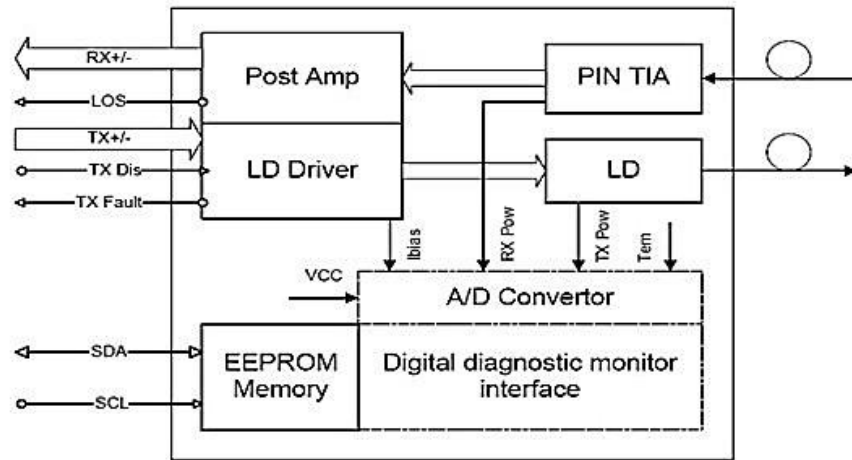 RX+/-
Post Amp
PIN TIA
LOS
TX+/-
TX Dis
LD Driver
LD
TX Fault
Ibias
RX Pow
TX Pow
Tem
VCC
A/D Convertor
SDA
EEPROM
Memory
Digital diagnostic monitor
interface
SCL